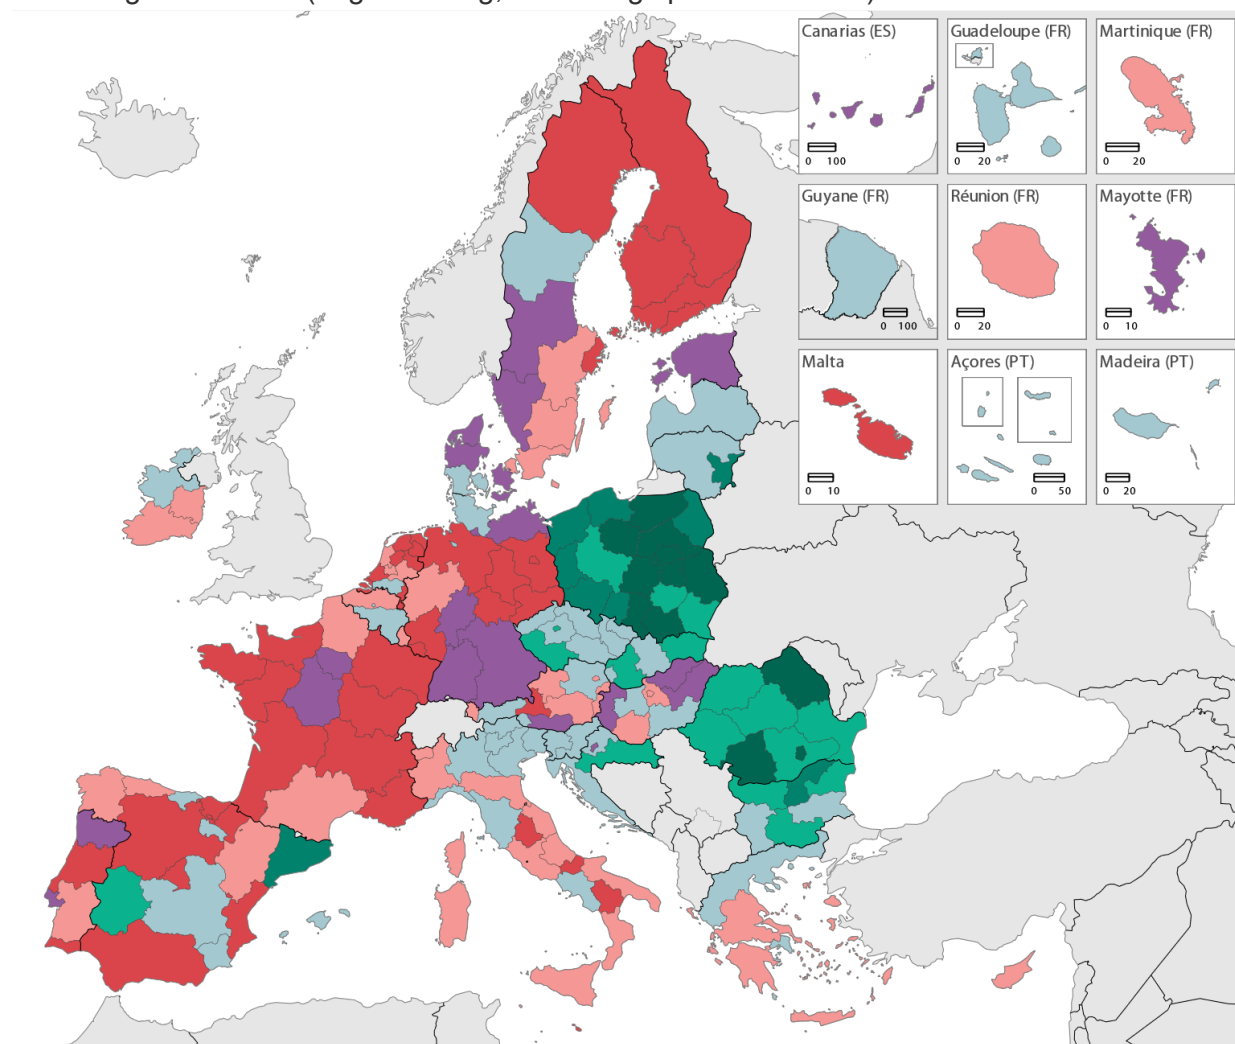 Canarias (ES)
0 100
Guadeloupe (FR)
0 20
Martinique (FR)
0 20
Guyane (FR)
0 100
Réunion (FR)
0 20
Mayotte (FR)
0 10
Malta
0 10
Açores (PT)
0 50
Madeira (PT)
0 20